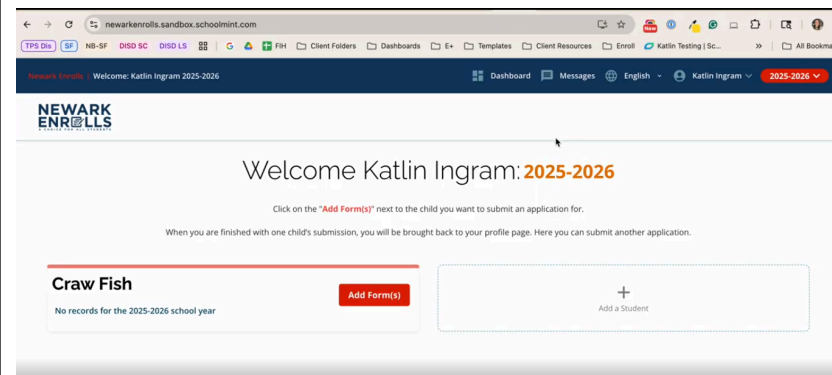 newarkenrolls.sandbox.schoolmint.com
New
TPS Dis SF NB-SF DISD SC DISD LS G FIH Client Folders Dashboards E+ Templates Client Resources Enroll Katlin Testing | Sc... » All Bookma
Newark Enrolls | Welcome: Katlin Ingram 2025-2026 Dashboard Messages English Katlin Ingram 2025-2026
NEWARK
ENROLLS
A CHOICE FOR ALL STUDENTS
Welcome Katlin Ingram: 2025-2026
Click on the "Add Form(s)" next to the child you want to submit an application for.
When you are finished with one child's submission, you will be brought back to your profile page. Here you can submit another application.
Craw Fish
Add Form(s)
No records for the 2025-2026 school year
+
Add a Student